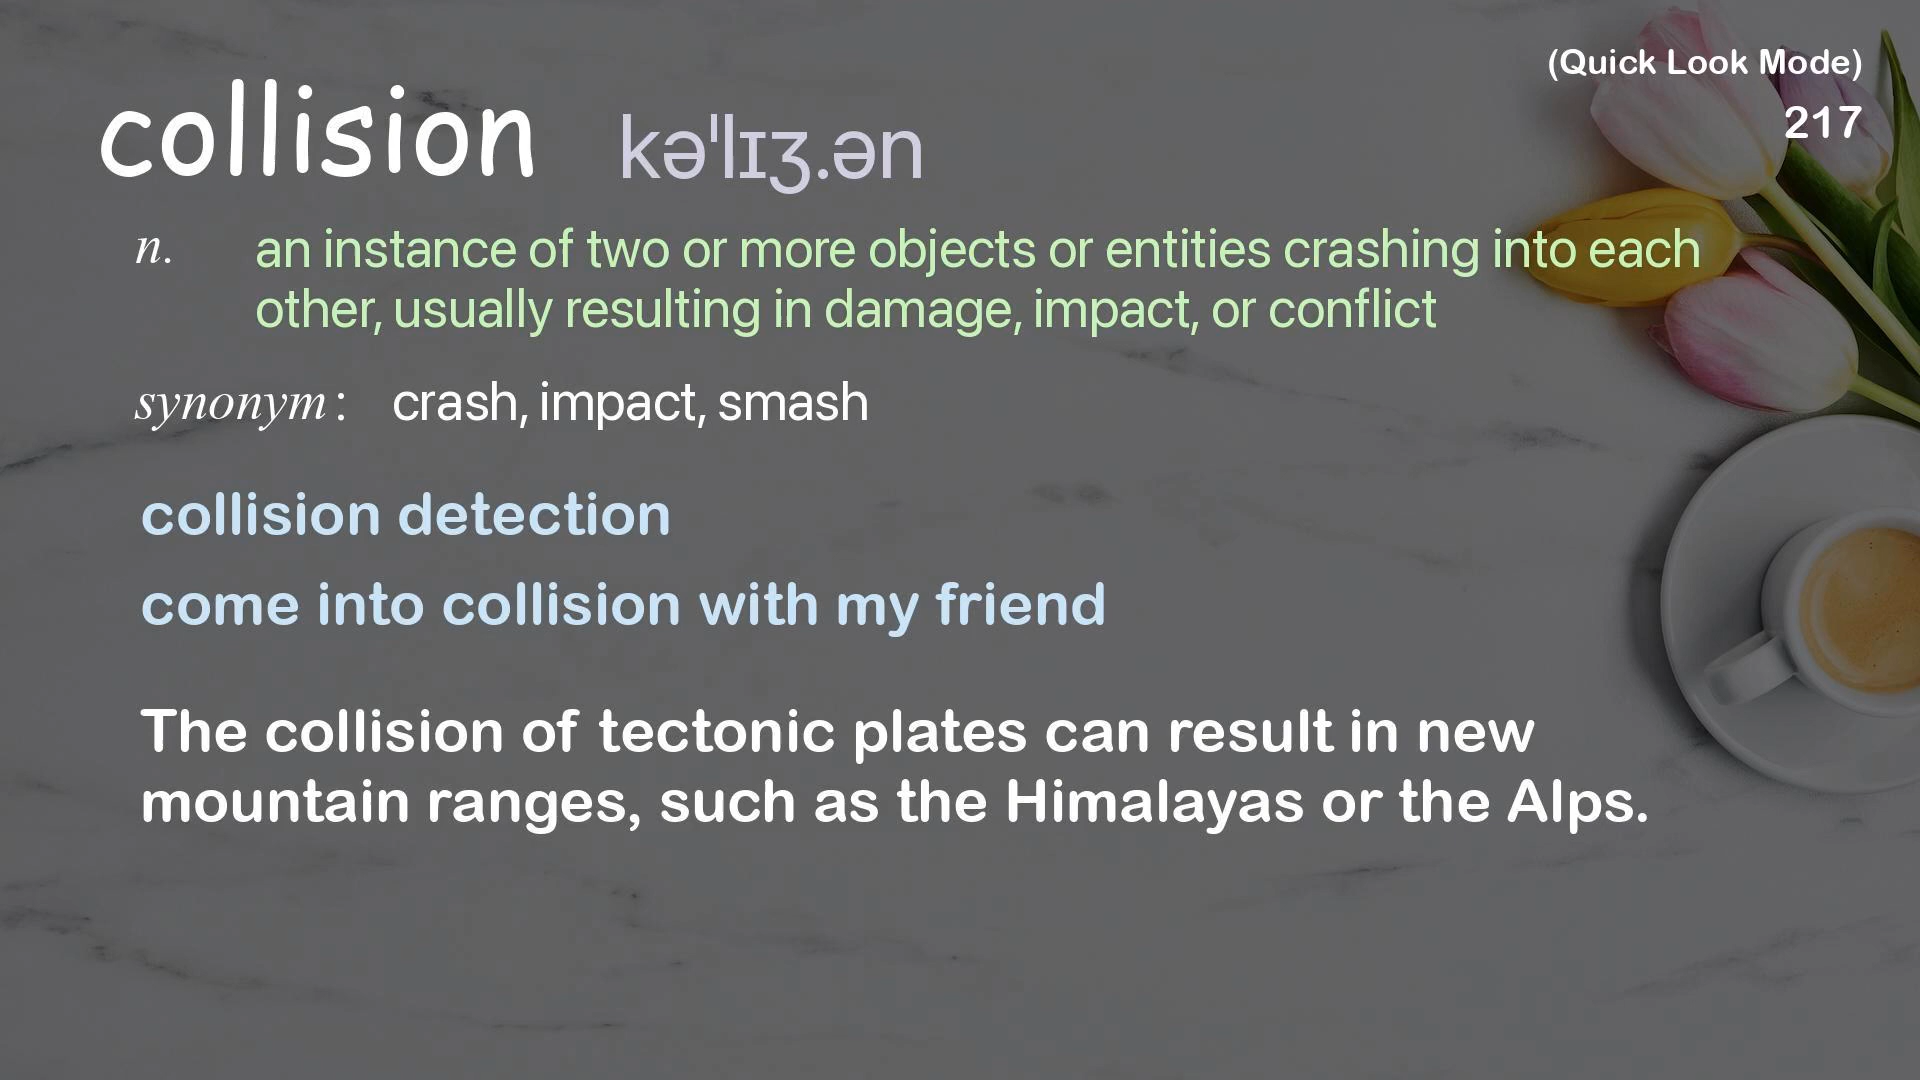 (Quick Look Mode)
217
collision kəˈlɪʒ.ən
n. an instance of two or more objects or entities crashing into each
other, usually resulting in damage, impact, or conflict
synonym: crash, impact, smash
collision detection
come into collision with my friend
The collision of tectonic plates can result in new
mountain ranges, such as the Himalayas or the Alps.